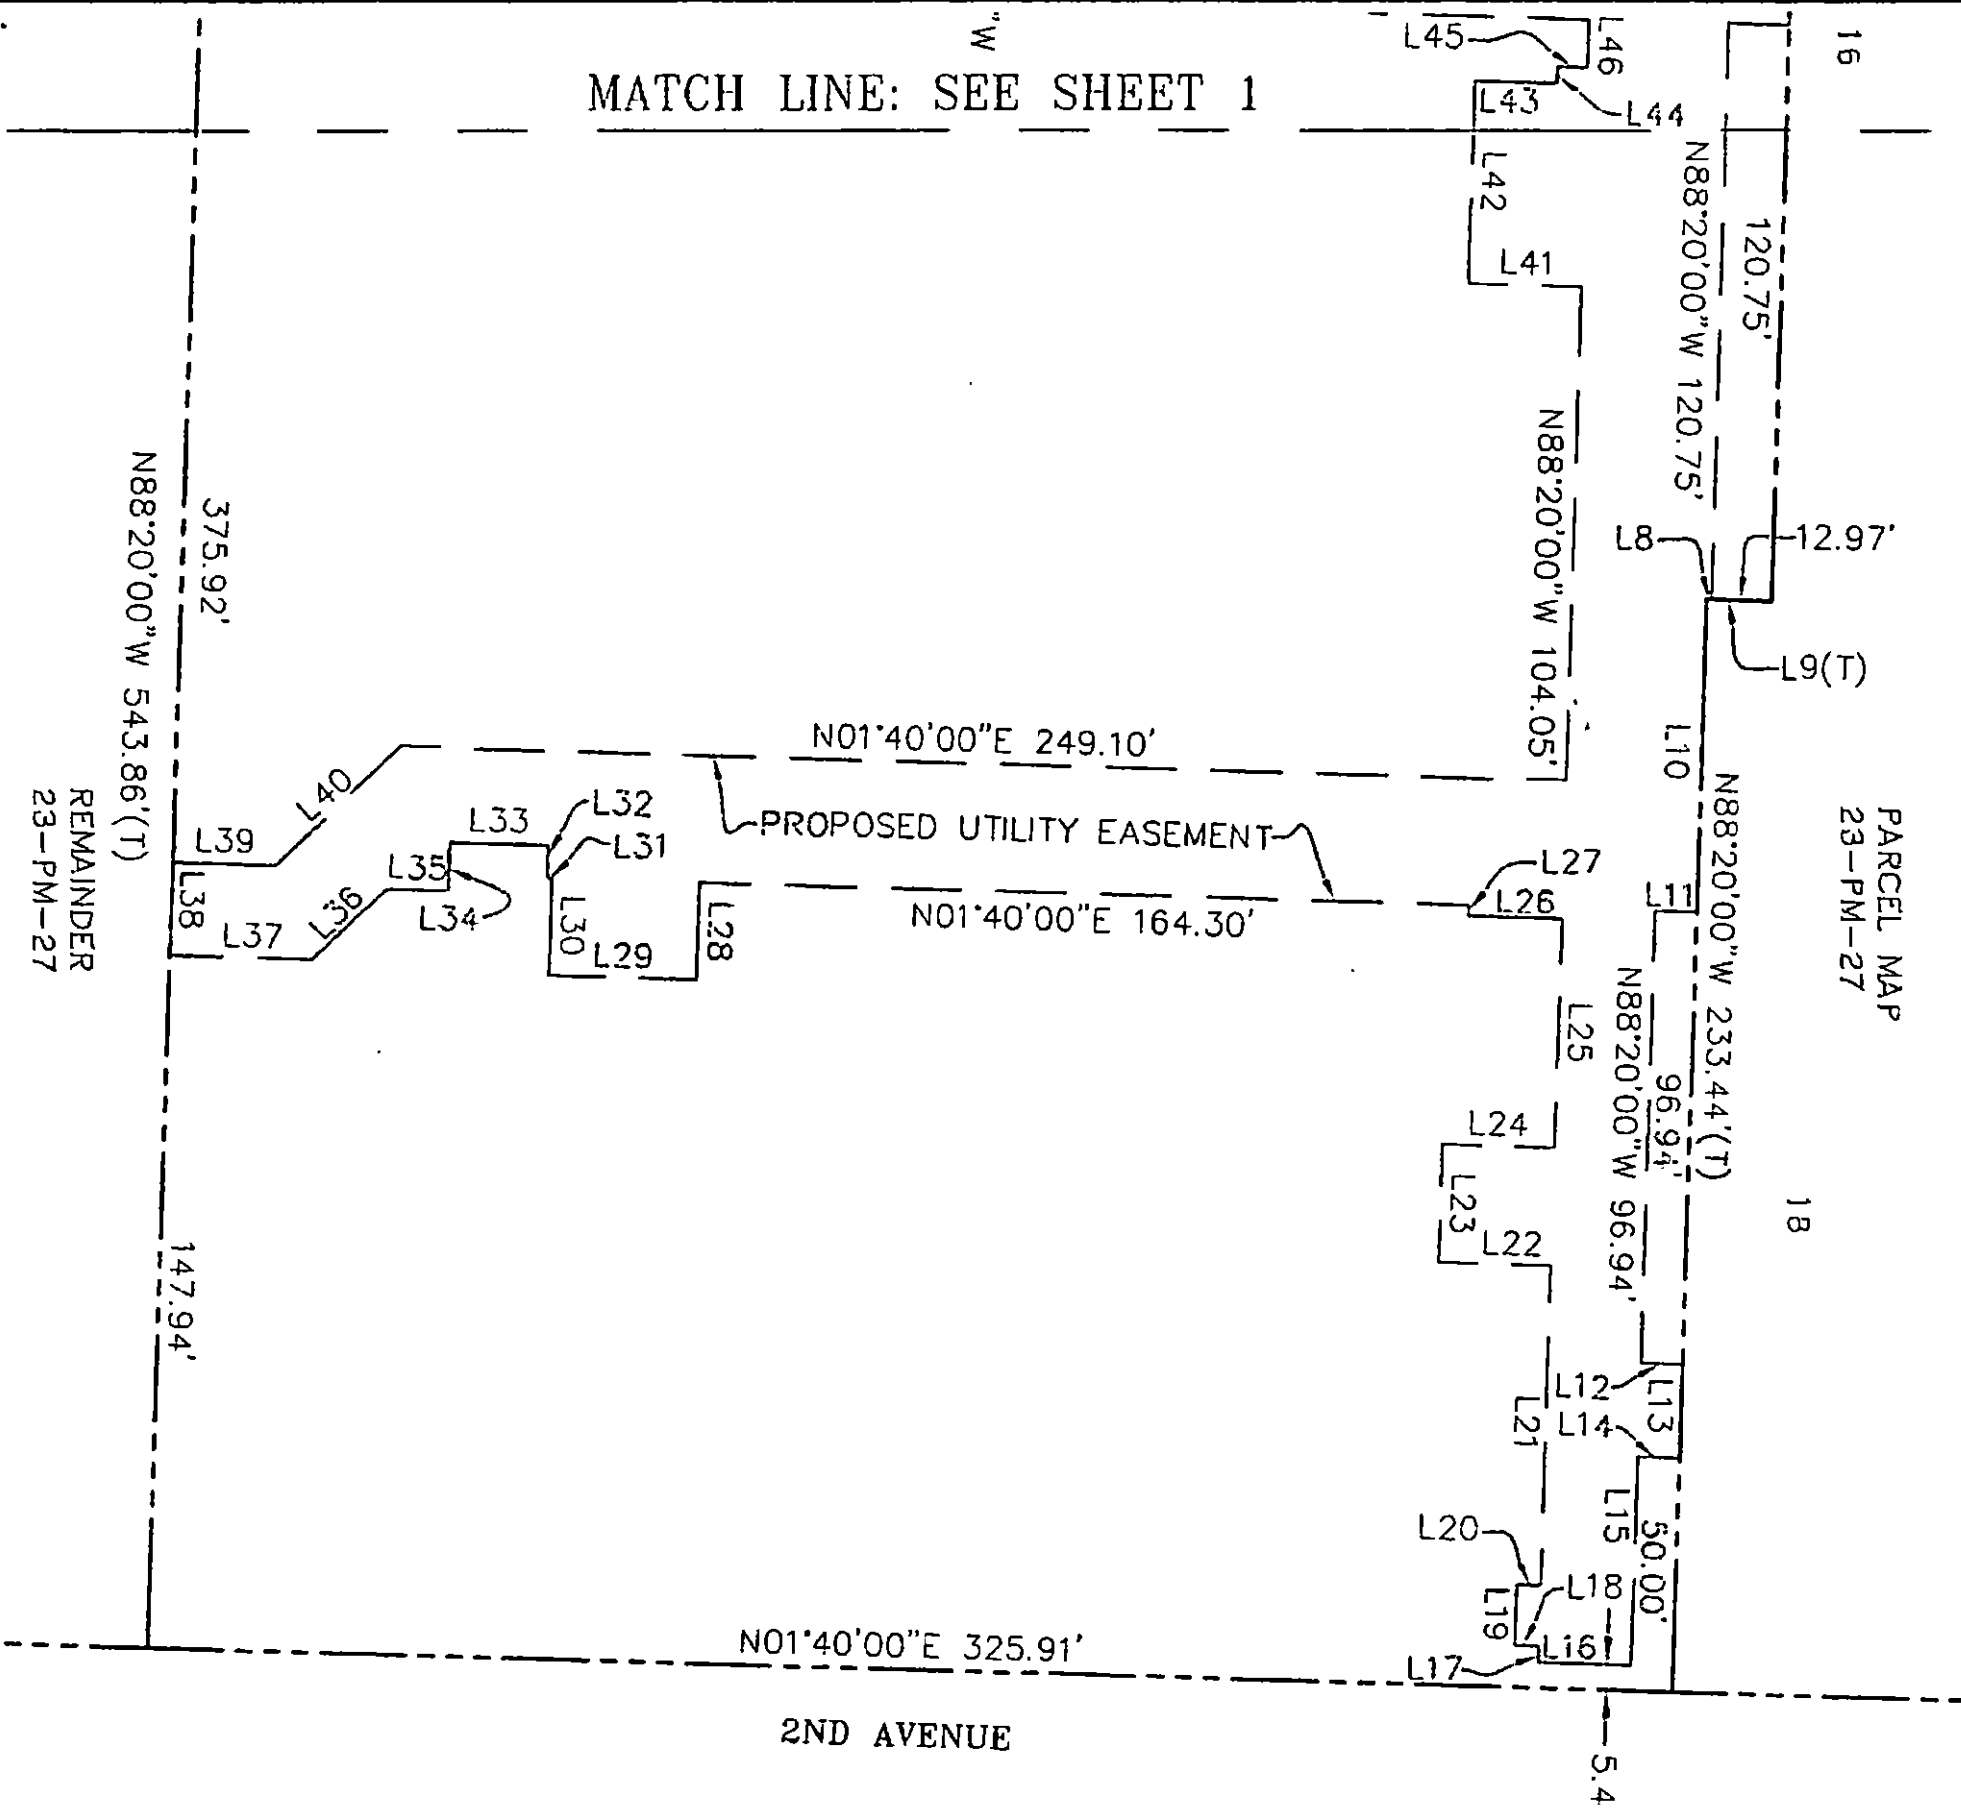 "W
MATCH LINE: SEE SHEET 1
L45
L46
16
L43
L44
L42
L41
N88°20'00"W 120.75'
120.75'
N88°20'00"W 104.05'
L8
12.97'
L9(T)
L10
375.92'
N88°20'00"W 543.86'(T)
N01°40'00"E 249.10'
PROPOSED UTILITY EASEMENT
N01°40'00"E 164.30'
REMAINDER
23-PM-27
PARCEL MAP
23-PM-27
N88°20'00"W 233.44'(T)
L40
L39
L38
L37
L36
L35
L34
L33
L32
L31
L30
L29
L28
L27
L26
L11
L25
N88°20'00"W 96.94'
96.94'
18
L24
L23
L22
147.94'
L12
L13
L14
L21
L15
50.00'
L20
L18
L19
L16
L17
N01°40'00"E 325.91'
2ND AVENUE
5.4